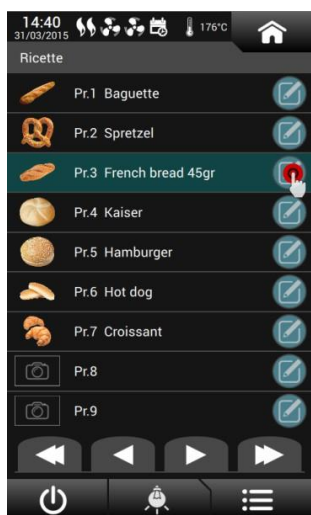 14:40
31/03/2015
176°C
Ricette
Pr.1 Baguette
Pr.2 Spretzel
Pr.3 French bread 45gr
Pr.4 Kaiser
Pr.5 Hamburger
Pr.6 Hot dog
Pr.7 Croissant
Pr.8
Pr.9